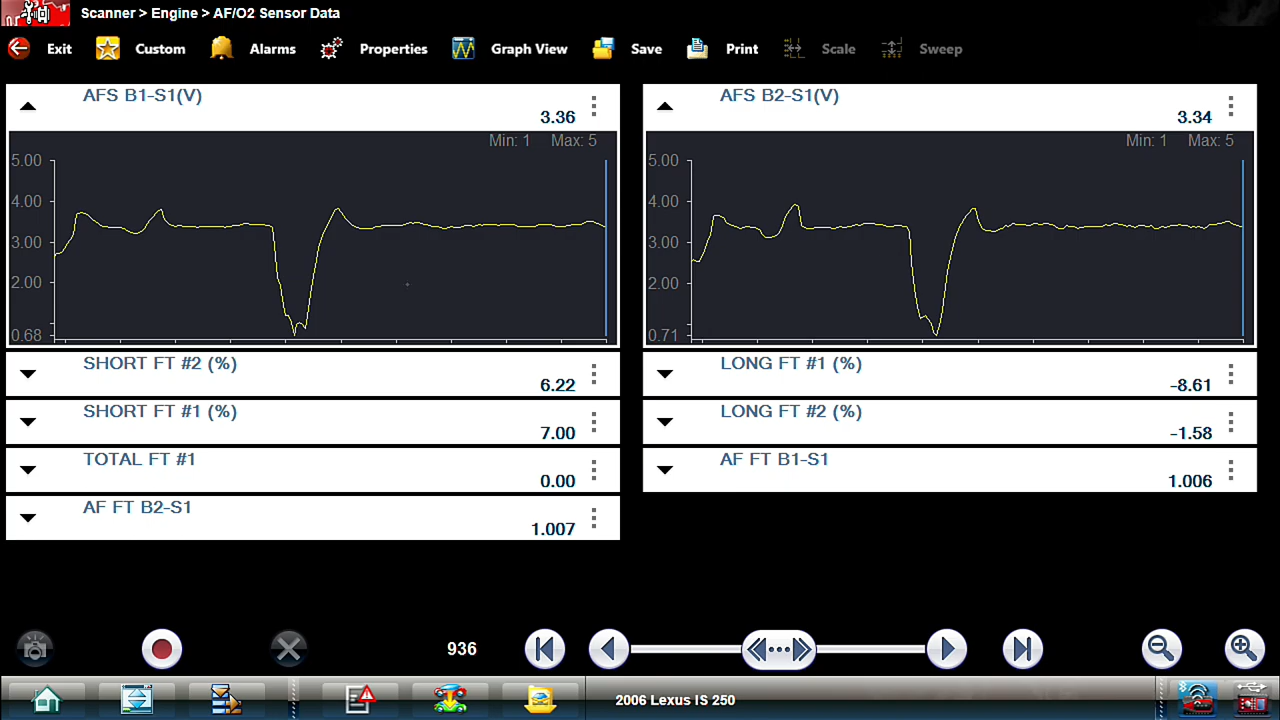 Scanner > Engine > AF/O2 Sensor Data
Exit Custom Alarms Properties Graph View Save Print Scale Sweep
AFS B1-S1(V)
3.36
Min: 1 Max: 5
5.00
4.00
3.00
2.00
0.68
AFS B2-S1(V)
3.34
Min: 1 Max: 5
5.00
4.00
3.00
2.00
0.71
SHORT FT #2 (%)
6.22
LONG FT #1 (%)
-8.61
SHORT FT #1 (%)
7.00
LONG FT #2 (%)
-1.58
TOTAL FT #1
0.00
AF FT B1-S1
1.006
AF FT B2-S1
1.007
936
2006 Lexus IS 250